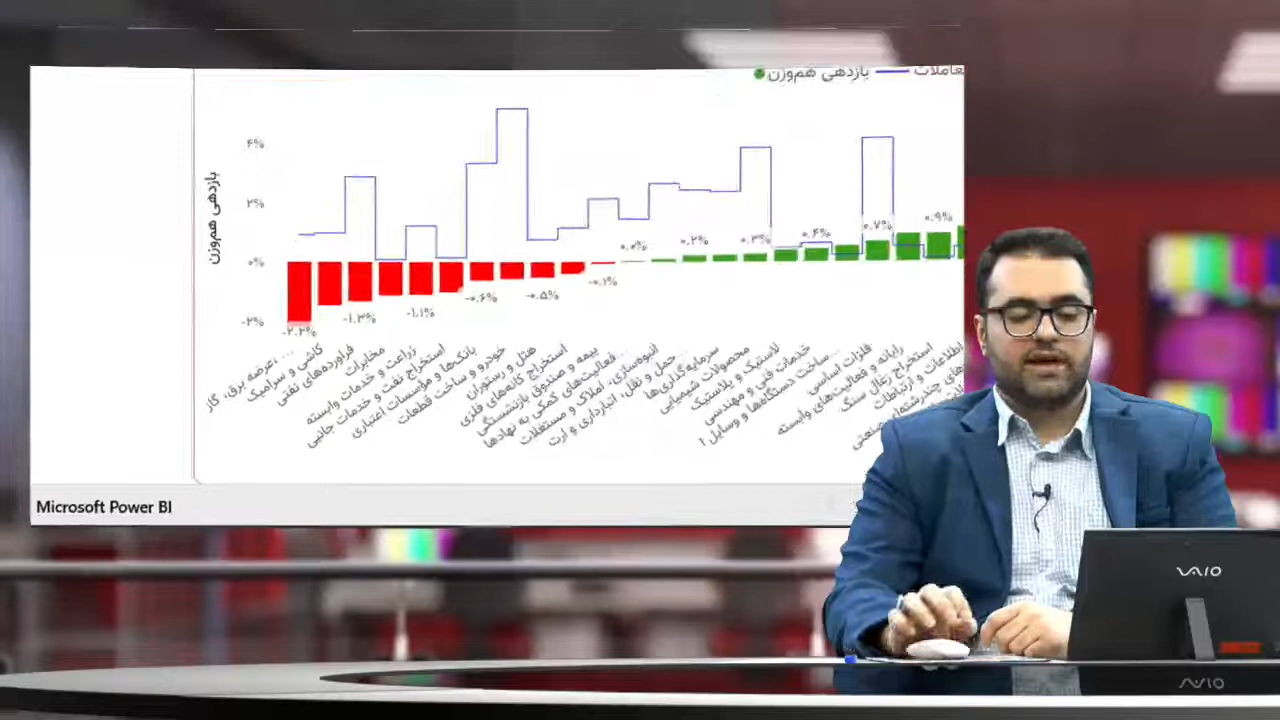 بازدهی هم‌وزن
بازدهی هم‌وزن
۴%
۲%
۰%
-۲%
-۲.۲%
-۱.۳%
-۱.۱%
-۰.۶%
-۰.۵%
-۰.۱%
۰.۰%
۰.۲%
۰.۳%
۰.۴%
۰.۷%
۰.۹%
عرضه برق، گاز...
کاشی و سرامیک
فراورده‌های نفتی
مخابرات
زراعت و خدمات وابسته
استخراج نفت و خدمات جانبی
بانک‌ها و مؤسسات اعتباری
خودرو و ساخت قطعات
هتل و رستوران
استخراج کانه‌های فلزی
بیمه و صندوق بازنشستگی
فعالیت‌های کمکی به نهادها...
انبوه‌سازی، املاک و مستغلات
حمل و نقل، انبارداری و ارت...
سرمایه‌گذاری‌ها
محصولات شیمیایی
لاستیک و پلاستیک
خدمات فنی و مهندسی
ساخت دستگاه‌ها و وسایل ا...
فلزات اساسی
رایانه و فعالیت‌های وابسته
استخراج زغال سنگ
اطلاعات و ارتباطات
صنعتی
Microsoft Power BI
VAIO